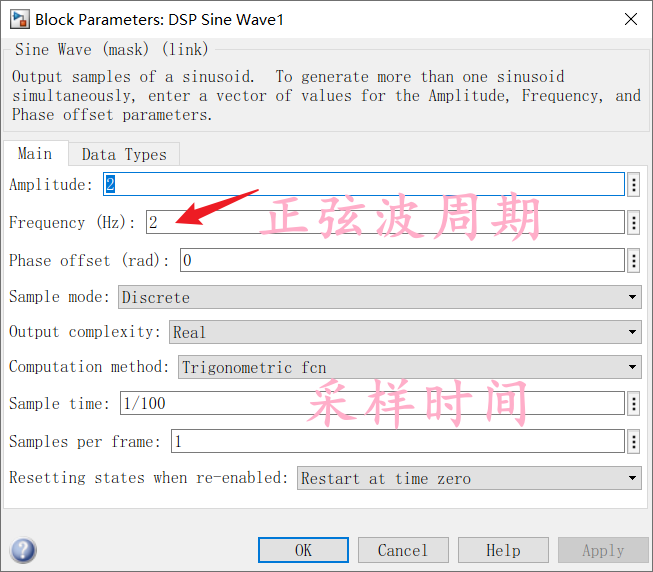 Block Parameters: DSP Sine Wave1
Sine Wave (mask) (link)
Output samples of a sinusoid. To generate more than one sinusoid
simultaneously, enter a vector of values for the Amplitude, Frequency, and
Phase offset parameters.
Main Data Types
Amplitude: 2
Frequency (Hz): 2 正弦波周期
Phase offset (rad): 0
Sample mode: Discrete
Output complexity: Real
Computation method: Trigonometric fcn
Sample time: 1/100 采样时间
Samples per frame: 1
Resetting states when re-enabled: Restart at time zero
? OK Cancel Help Apply